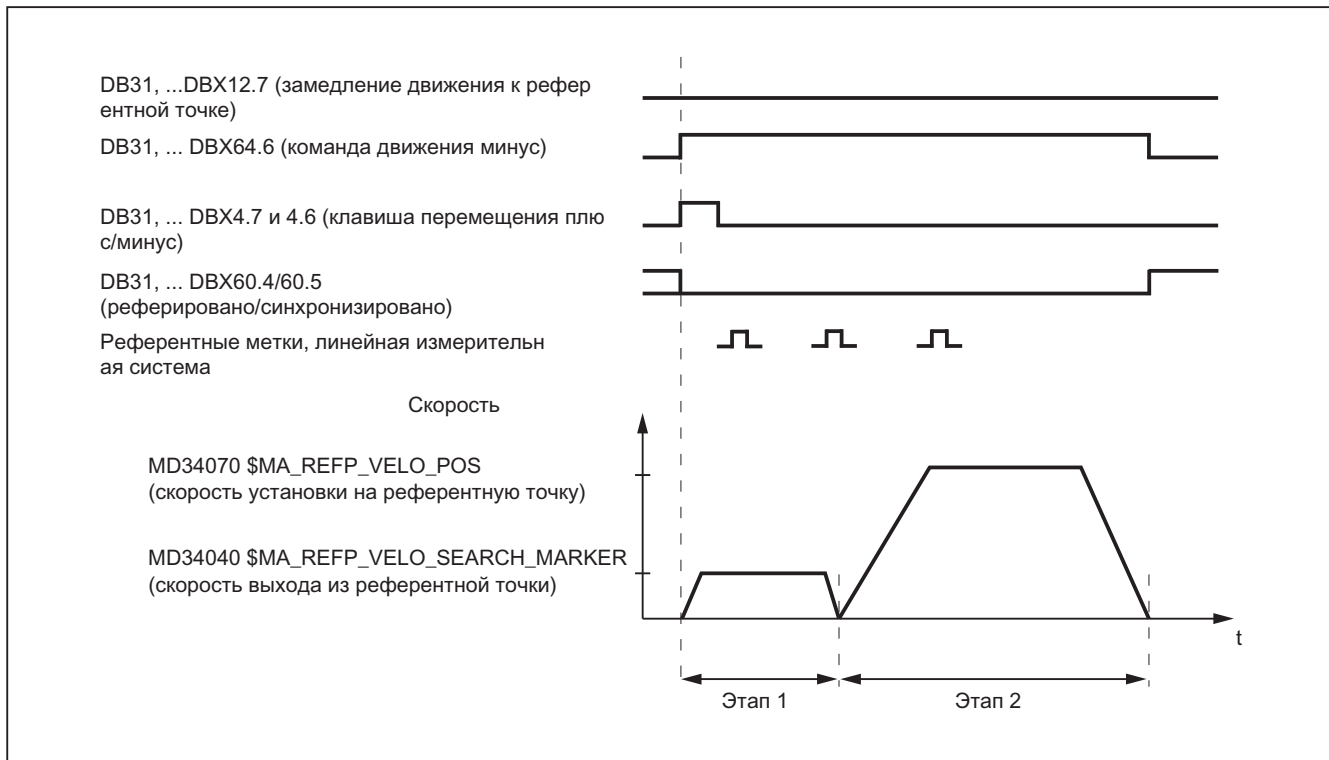 DB31, ...DBX12.7 (замедление движения к рефер
ентной точке)
DB31, ... DBX64.6 (команда движения минус)
DB31, ... DBX4.7 и 4.6 (клавиша перемещения плю
с/минус)
DB31, ... DBX60.4/60.5
(реферировано/синхронизировано)
Референтные метки, линейная измерительн
ая система
Скорость
MD34070 $MA_REFP_VELO_POS
(скорость установки на референтную точку)
MD34040 $MA_REFP_VELO_SEARCH_MARKER
(скорость выхода из референтной точки)
t
Этап 1
Этап 2